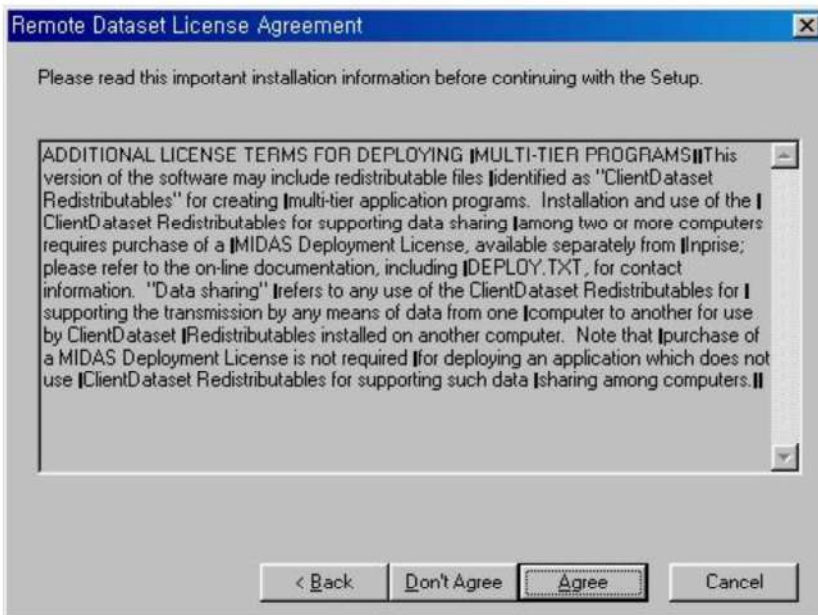 Remote Dataset License Agreement
Please read this important installation information before continuing with the Setup.
ADDITIONAL LICENSE TERMS FOR DEPLOYING ‖MULTI-TIER PROGRAMS‖‖This
version of the software may include redistributable files ‖identified as "ClientDataset
Redistributables" for creating ‖multi-tier application programs.  Installation and use of the ‖
ClientDataset Redistributables for supporting data sharing ‖among two or more computers
requires purchase of a ‖MIDAS Deployment License, available separately from ‖Inprise;
please refer to the on-line documentation, including ‖DEPLOY.TXT, for contact
information.  "Data sharing" ‖refers to any use of the ClientDataset Redistributables for ‖
supporting the transmission by any means of data from one ‖computer to another for use
by ClientDataset ‖Redistributables installed on another computer.  Note that ‖purchase of
a MIDAS Deployment License is not required ‖for deploying an application which does not
use ‖ClientDataset Redistributables for supporting such data ‖sharing among computers.‖‖
< Back
Don't Agree
Agree
Cancel